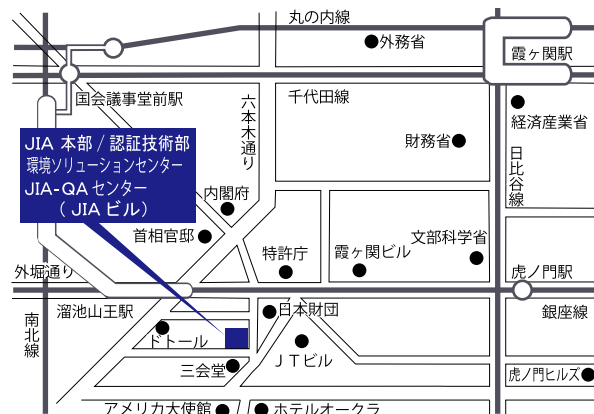 丸の内線
外務省
霞ヶ関駅
国会議事堂前駅
六本木通り
千代田線
経済産業省
財務省
日比谷線
JIA 本部 / 認証技術部
環境ソリューションセンター
JIA-QA センター
( JIA ビル )
内閣府
首相官邸
特許庁
霞ヶ関ビル
文部科学省
外堀通り
虎ノ門駅
溜池山王駅
日本財団
銀座線
南北線
ドトール
JTビル
三会堂
虎ノ門ヒルズ
アメリカ大使館
ホテルオークラ